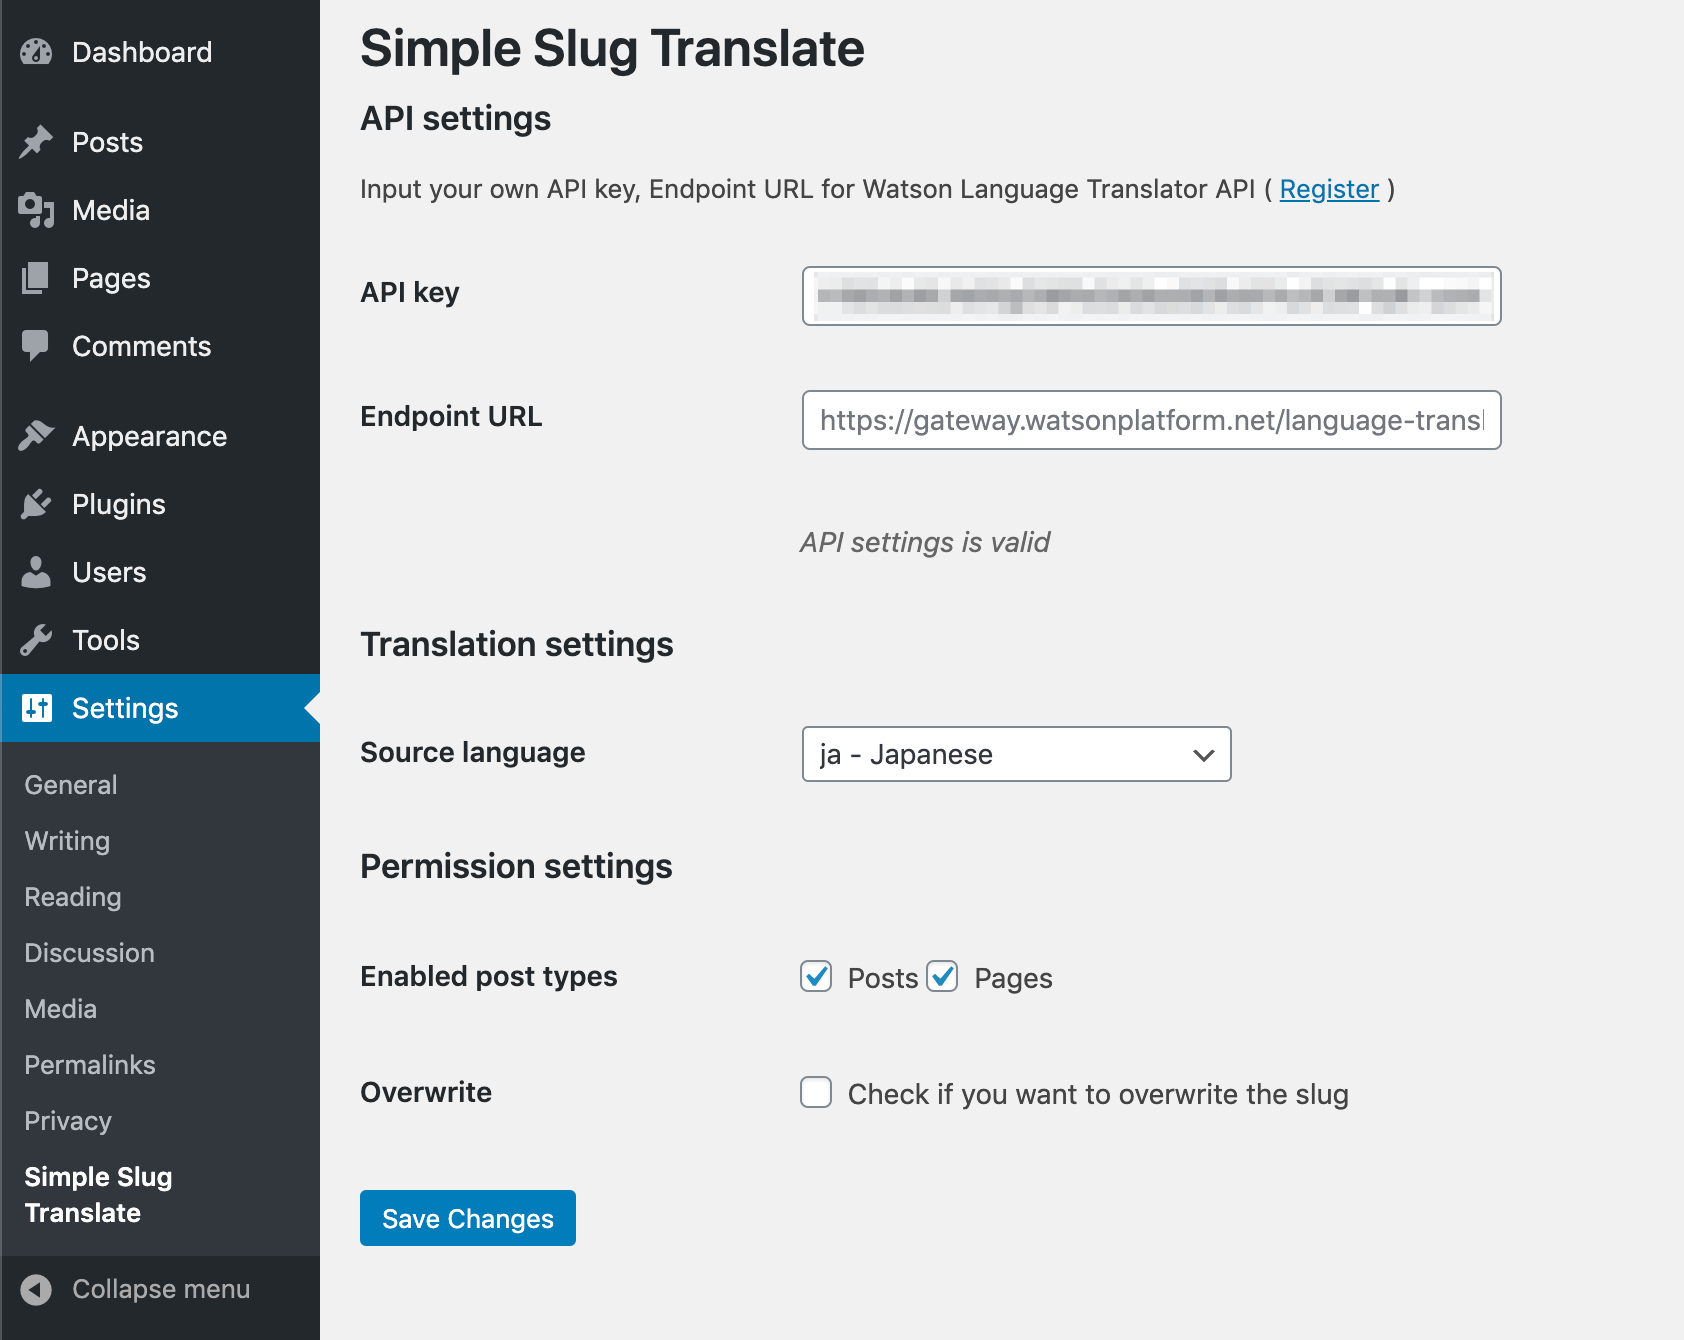 Dashboard
Posts
Media
Pages
Comments
Appearance
Plugins
Users
Tools
Settings
General
Writing
Reading
Discussion
Media
Permalinks
Privacy
Simple Slug
Translate
Collapse menu
Simple Slug Translate
API settings
Input your own API key, Endpoint URL for Watson Language Translator API ( Register )
API key
Endpoint URL
https://gateway.watsonplatform.net/language-transl
API settings is valid
Translation settings
Source language
ja - Japanese
Permission settings
Enabled post types
Posts Pages
Overwrite
Check if you want to overwrite the slug
Save Changes